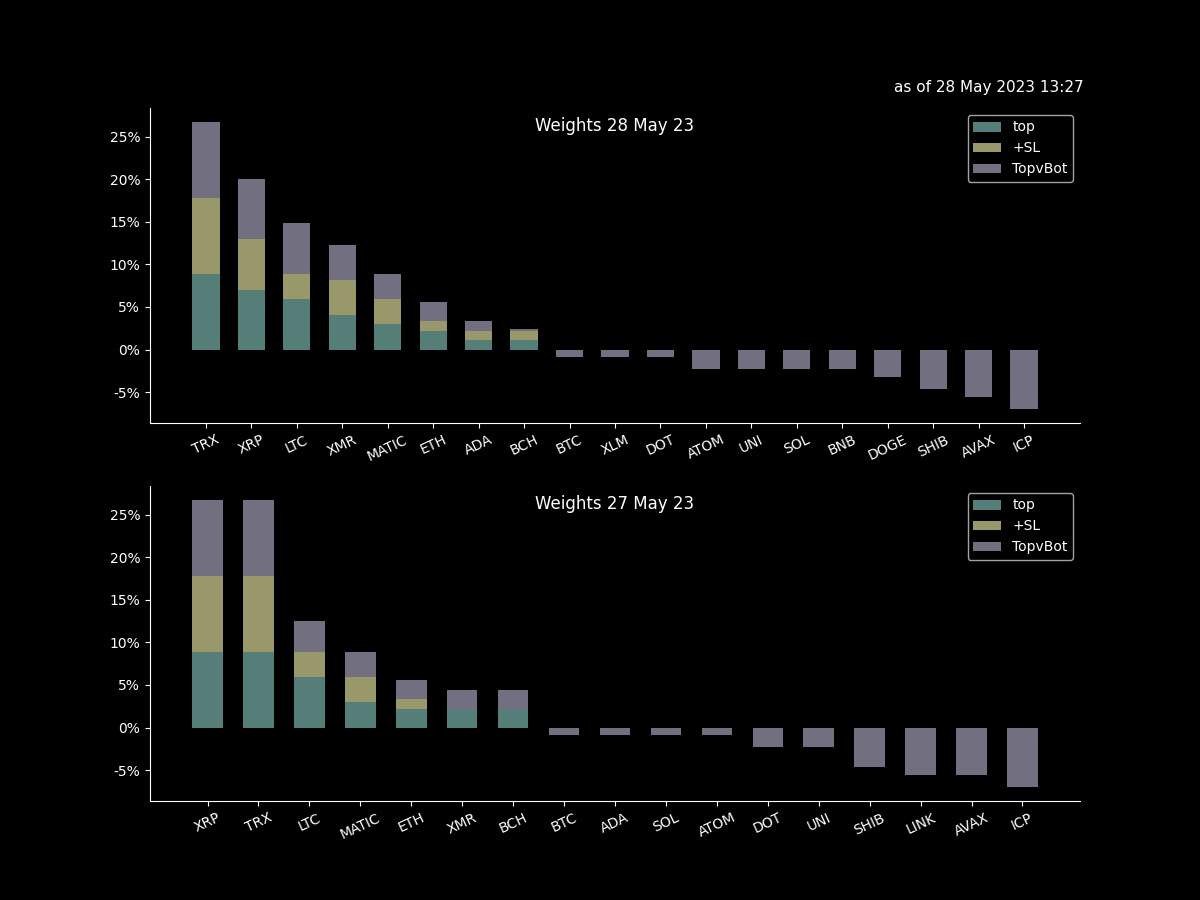 as of 28 May 2023 13:27
Weights 28 May 23
top
+SL
TopvBot
25%
20%
15%
10%
5%
0%
-5%
TRX XRP LTC XMR MATIC ETH ADA BCH BTC XLM DOT ATOM UNI SOL BNB DOGE SHIB AVAX ICP
Weights 27 May 23
top
+SL
TopvBot
25%
20%
15%
10%
5%
0%
-5%
XRP TRX LTC MATIC ETH XMR BCH BTC ADA SOL ATOM DOT UNI SHIB LINK AVAX ICP